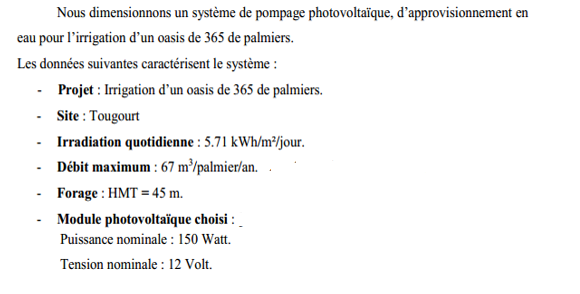 Nous dimensionnons un système de pompage photovoltaïque, d’approvisionnement en
eau pour l’irrigation d’un oasis de 365 de palmiers.
Les données suivantes caractérisent le système :
- Projet : Irrigation d’un oasis de 365 de palmiers.
- Site : Tougourt
- Irradiation quotidienne : 5.71 kWh/m²/jour.
- Débit maximum : 67 m³/palmier/an.
- Forage : HMT = 45 m.
- Module photovoltaïque choisi :
Puissance nominale : 150 Watt.
Tension nominale : 12 Volt.